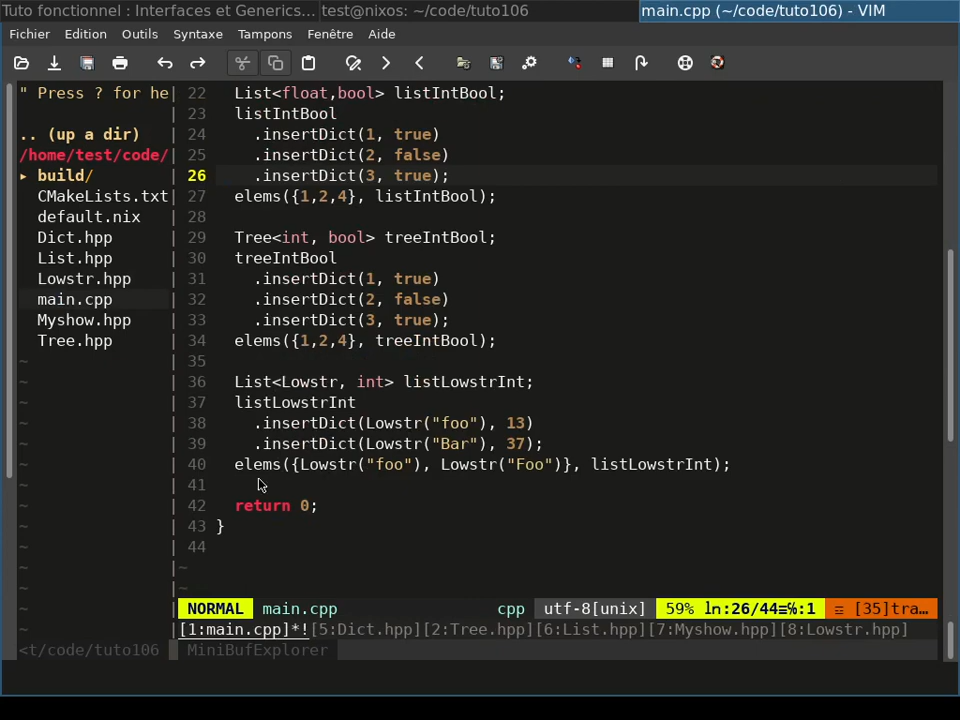 Tuto fonctionnel : Interfaces et Generics...
test@nixos: ~/code/tuto106
main.cpp (~/code/tuto106) - VIM
Fichier Edition Outils Syntaxe Tampons Fenêtre Aide
" Press ? for he
.. (up a dir)
/home/test/code/
▸ build/
CMakeLists.txt
default.nix
Dict.hpp
List.hpp
Lowstr.hpp
main.cpp
Myshow.hpp
Tree.hpp
22 List<float,bool> listIntBool;
23 listIntBool
24 .insertDict(1, true)
25 .insertDict(2, false)
26 .insertDict(3, true);
27 elems({1,2,4}, listIntBool);
28
29 Tree<int, bool> treeIntBool;
30 treeIntBool
31 .insertDict(1, true)
32 .insertDict(2, false)
33 .insertDict(3, true);
34 elems({1,2,4}, treeIntBool);
35
36 List<Lowstr, int> listLowstrInt;
37 listLowstrInt
38 .insertDict(Lowstr("foo"), 13)
39 .insertDict(Lowstr("Bar"), 37);
40 elems({Lowstr("foo"), Lowstr("Foo")}, listLowstrInt);
41
42 return 0;
43 }
44
NORMAL main.cpp cpp utf-8[unix] 59% ln:26/44≡℅:1 ☲ [35]tra…
[1:main.cpp]*![5:Dict.hpp][2:Tree.hpp][6:List.hpp][7:Myshow.hpp][8:Lowstr.hpp]
<t/code/tuto106 MiniBufExplorer